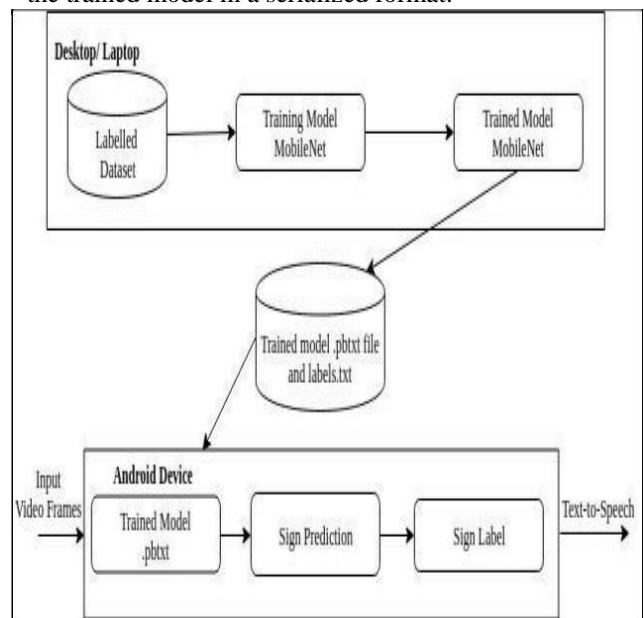 the trained model in a serialized format.
Desktop/ Laptop
Labelled
Dataset
Training Model
MobileNet
Trained Model
MobileNet
Trained model .pbtxt file
and labels.txt
Input
Video Frames
Android Device
Trained Model
.pbtxt
Sign Prediction
Sign Label
Text-to-Speech